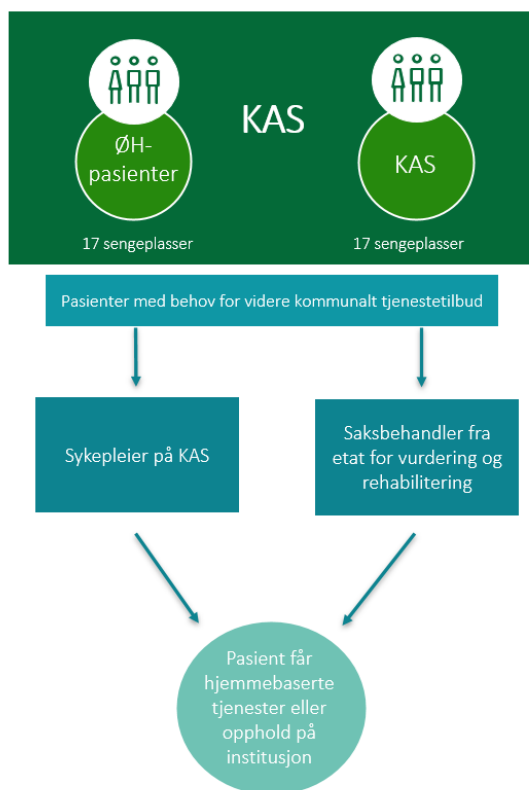 KAS
ØH-
pasienter
KAS
17 sengeplasser
17 sengeplasser
Pasienter med behov for videre kommunalt tjenestetilbud
Sykepleier på KAS
Saksbehandler fra
etat for vurdering og
rehabilitering
Pasient får
hjemmebaserte
tjenester eller
opphold på
institusjon